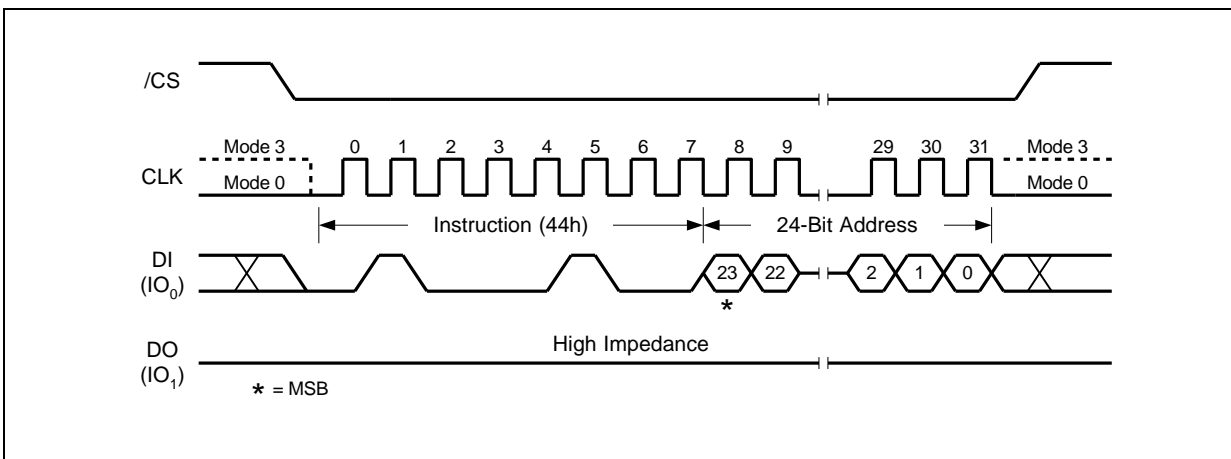 /CS
Mode 3
0 1 2 3 4 5 6 7 8 9 29 30 31
Mode 3
CLK
Mode 0
Mode 0
Instruction (44h)
24-Bit Address
DI
(IO0)
23 22 2 1 0
*
High Impedance
DO
(IO1)
* = MSB